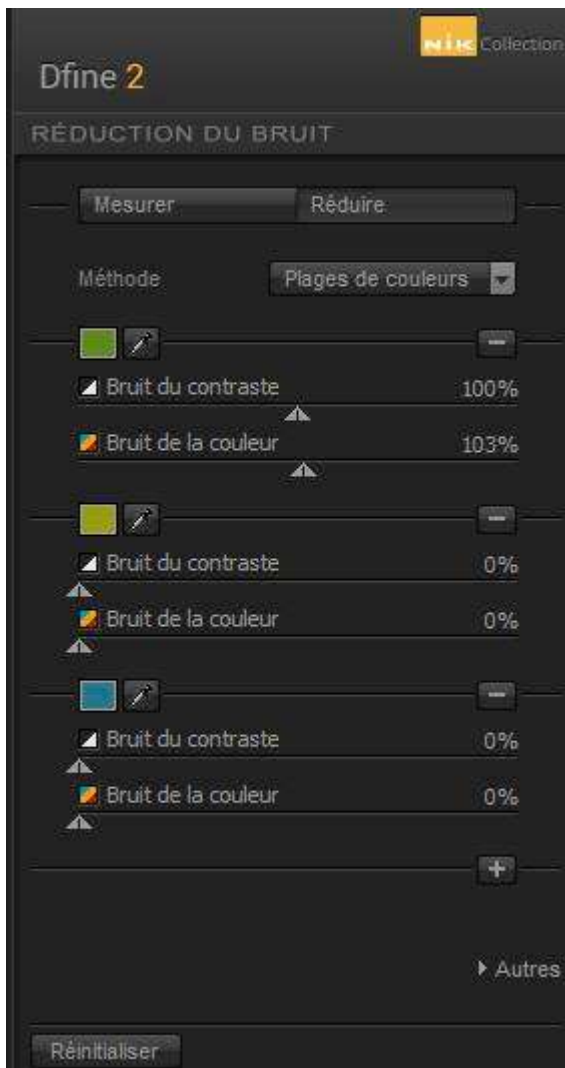 NIK Collection
Dfine 2
RÉDUCTION DU BRUIT
Mesurer Réduire
Méthode Plages de couleurs
Bruit du contraste 100%
Bruit de la couleur 103%
Bruit du contraste 0%
Bruit de la couleur 0%
Bruit du contraste 0%
Bruit de la couleur 0%
Autres
Réinitialiser